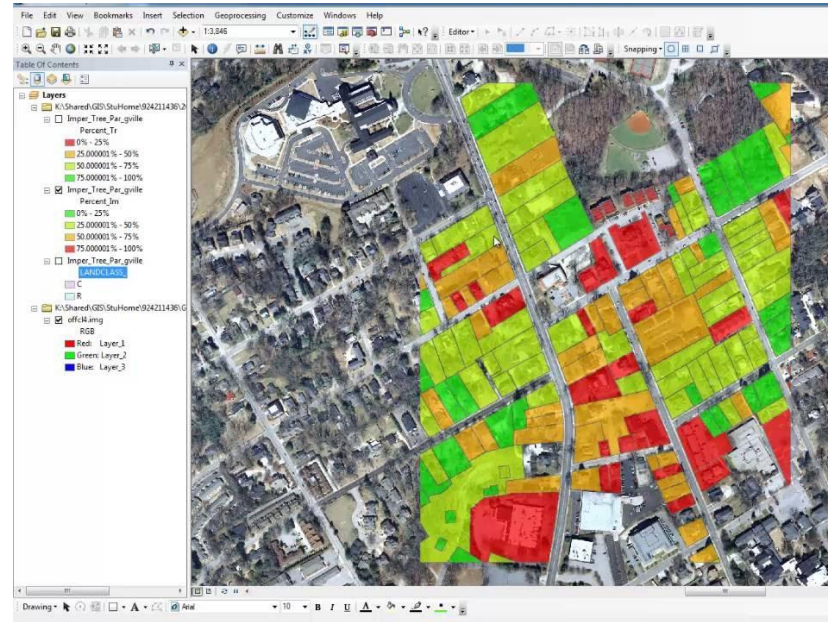 File Edit View Bookmarks Insert Selection Geoprocessing Customize Windows Help
1:3,846 Editor
Snapping
Table Of Contents
Layers
K:\Shared\GIS\StuHome\924211436\2
Imper_Tree_Par_gville
Percent_Tr
0% - 25%
25.000001% - 50%
50.000001% - 75%
75.000001% - 100%
Imper_Tree_Par_gville
Percent_Im
0% - 25%
25.000001% - 50%
50.000001% - 75%
75.000001% - 100%
Imper_Tree_Par_gville
LANDCLASS_
C
R
K:\Shared\GIS\StuHome\924211436\G
offcl4.img
RGB
Red: Layer_1
Green: Layer_2
Blue: Layer_3
Drawing A Arial 10 B I U A